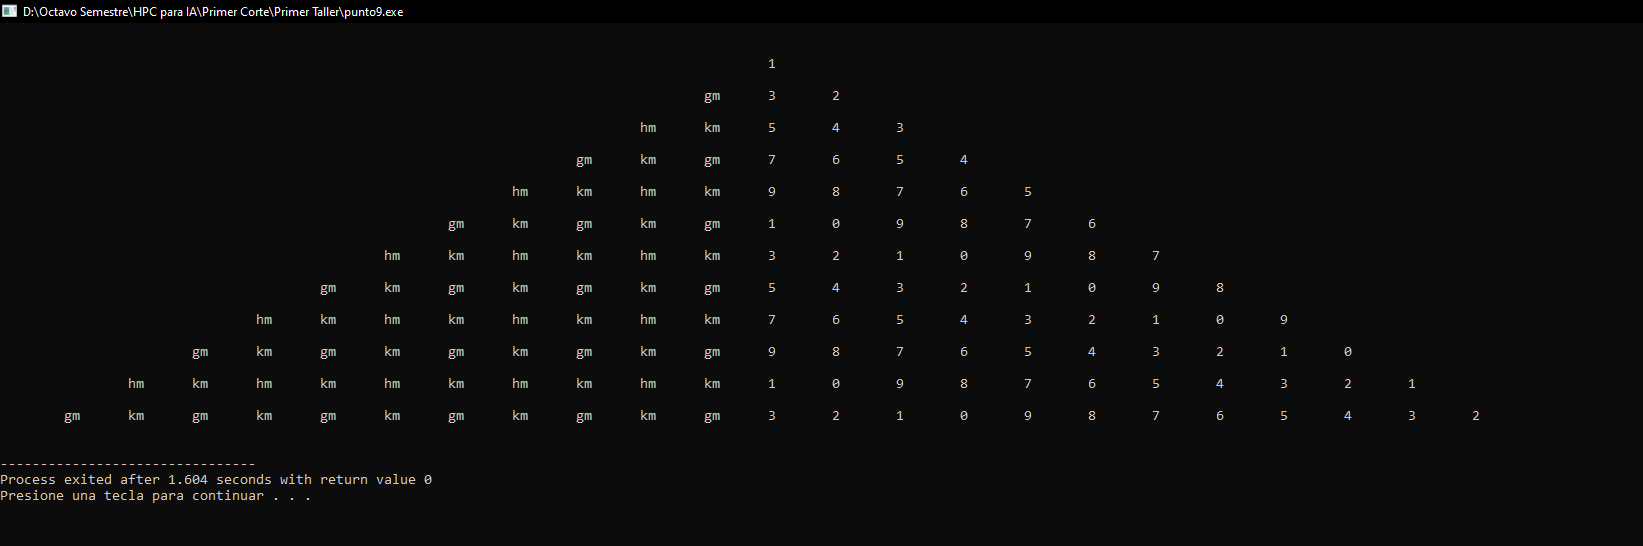 D:\Octavo Semestre\HPC para IA\Primer Corte\Primer Taller\punto9.exe
1
gm 3 2
hm km 5 4 3
gm km gm 7 6 5 4
hm km hm km 9 8 7 6 5
gm km gm km gm 1 0 9 8 7 6
hm km hm km hm km 3 2 1 0 9 8 7
gm km gm km gm km gm 5 4 3 2 1 0 9 8
hm km hm km hm km hm km 7 6 5 4 3 2 1 0 9
gm km gm km gm km gm km gm 9 8 7 6 5 4 3 2 1 0
hm km hm km hm km hm km hm km 1 0 9 8 7 6 5 4 3 2 1
gm km gm km gm km gm km gm km gm 3 2 1 0 9 8 7 6 5 4 3 2
--------------------------------
Process exited after 1.604 seconds with return value 0
Presione una tecla para continuar . . .